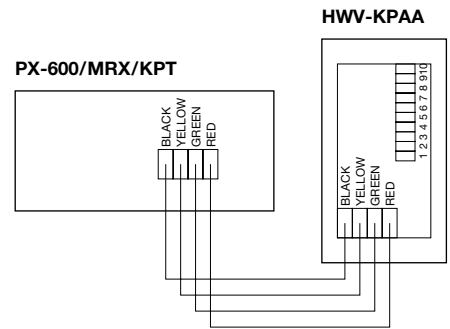 HWV-KPAA
PX-600/MRX/KPT
1 2 3 4 5 6 7 8 9 10
BLACK
YELLOW
GREEN
RED
BLACK
YELLOW
GREEN
RED